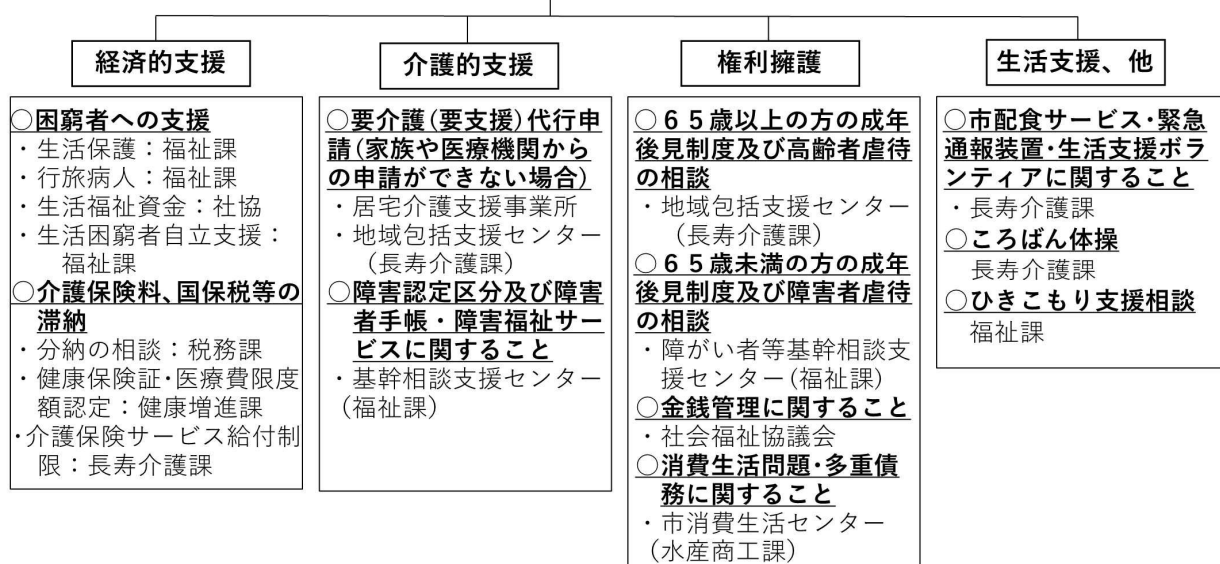 経済的支援
○困窮者への支援
・生活保護：福祉課
・行旅病人：福祉課
・生活福祉資金：社協
・生活困窮者自立支援：
福祉課
○介護保険料、国保税等の
滞納
・分納の相談：税務課
・健康保険証・医療費限度
額認定：健康増進課
・介護保険サービス給付制
限：長寿介護課
介護的支援
○要介護(要支援)代行申
請(家族や医療機関から
の申請ができない場合)
・居宅介護支援事業所
・地域包括支援センター
（長寿介護課）
○障害認定区分及び障害
者手帳・障害福祉サー
ビスに関すること
・基幹相談支援センター
(福祉課)
権利擁護
○６５歳以上の方の成年
後見制度及び高齢者虐待
の相談
・地域包括支援センター
（長寿介護課）
○６５歳未満の方の成年
後見制度及び障害者虐待
の相談
・障がい者等基幹相談支
援センター(福祉課)
○金銭管理に関すること
・社会福祉協議会
○消費生活問題・多重債
務に関すること
・市消費生活センター
（水産商工課）
生活支援、他
○市配食サービス・緊急
通報装置・生活支援ボラ
ンティアに関すること
・長寿介護課
○ころばん体操
長寿介護課
○ひきこもり支援相談
福祉課